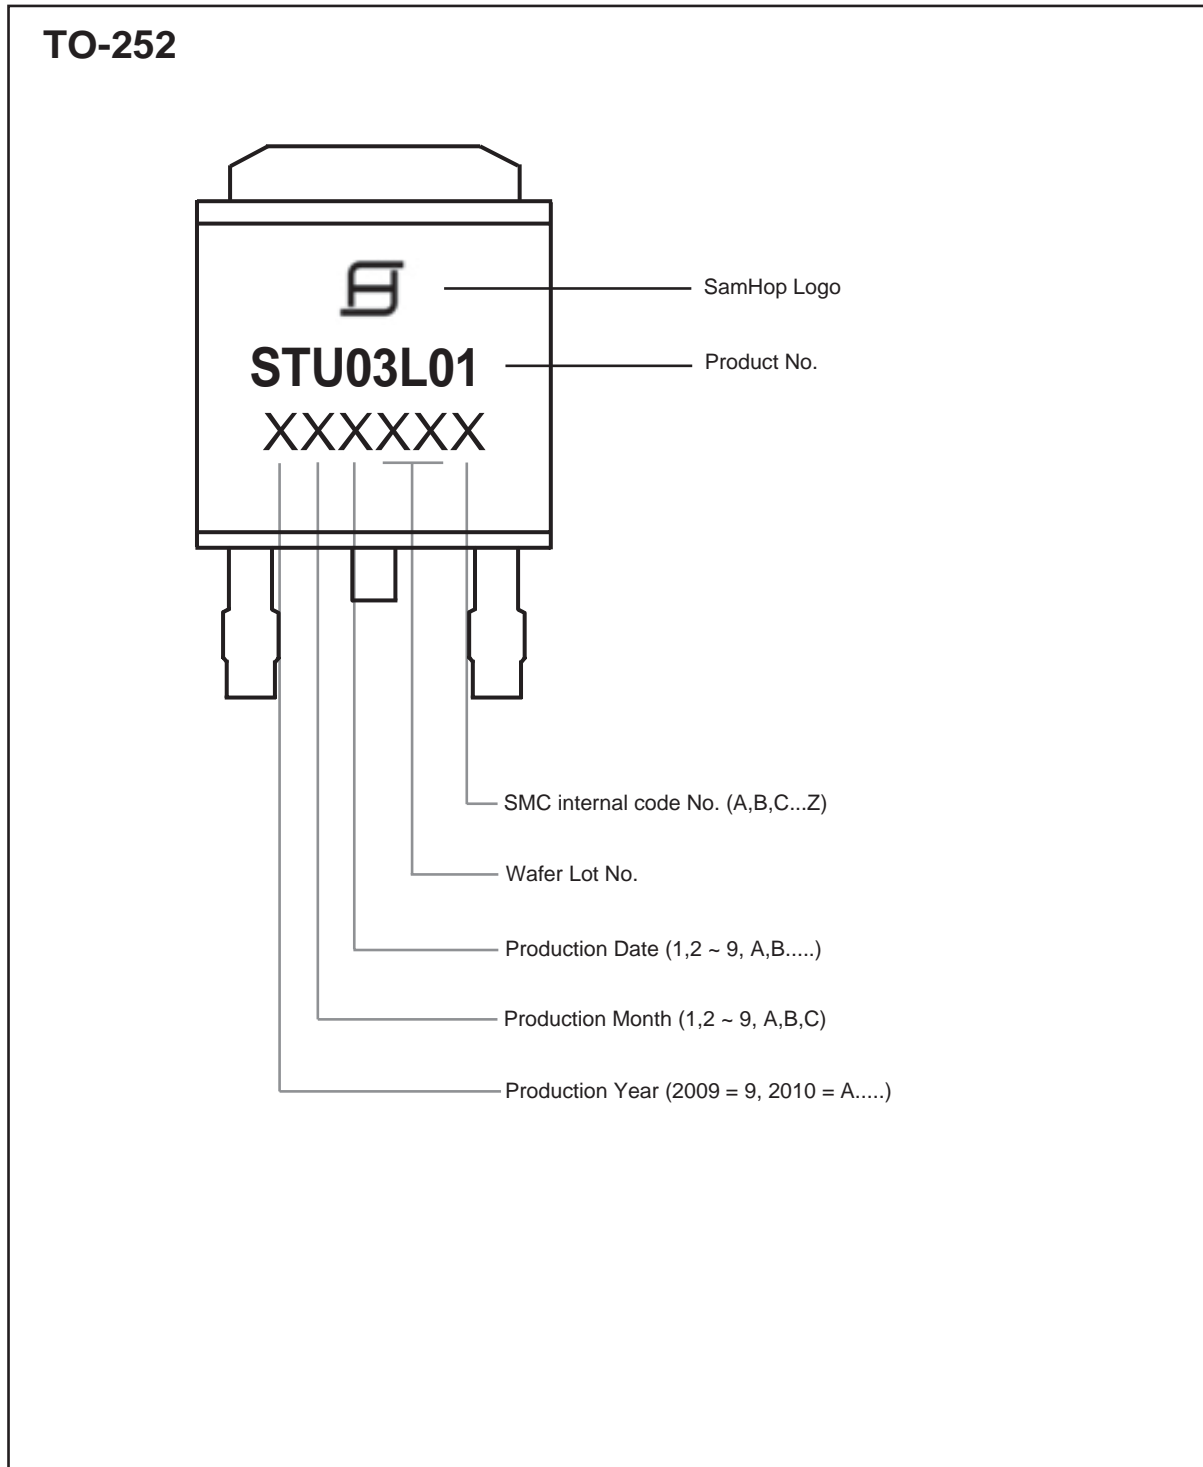 TO-252
SamHop Logo
STU03L01
Product No.
XXXXXX
SMC internal code No. (A,B,C...Z)
Wafer Lot No.
Production Date (1,2 ~ 9, A,B.....)
Production Month (1,2 ~ 9, A,B,C)
Production Year (2009 = 9, 2010 = A.....)